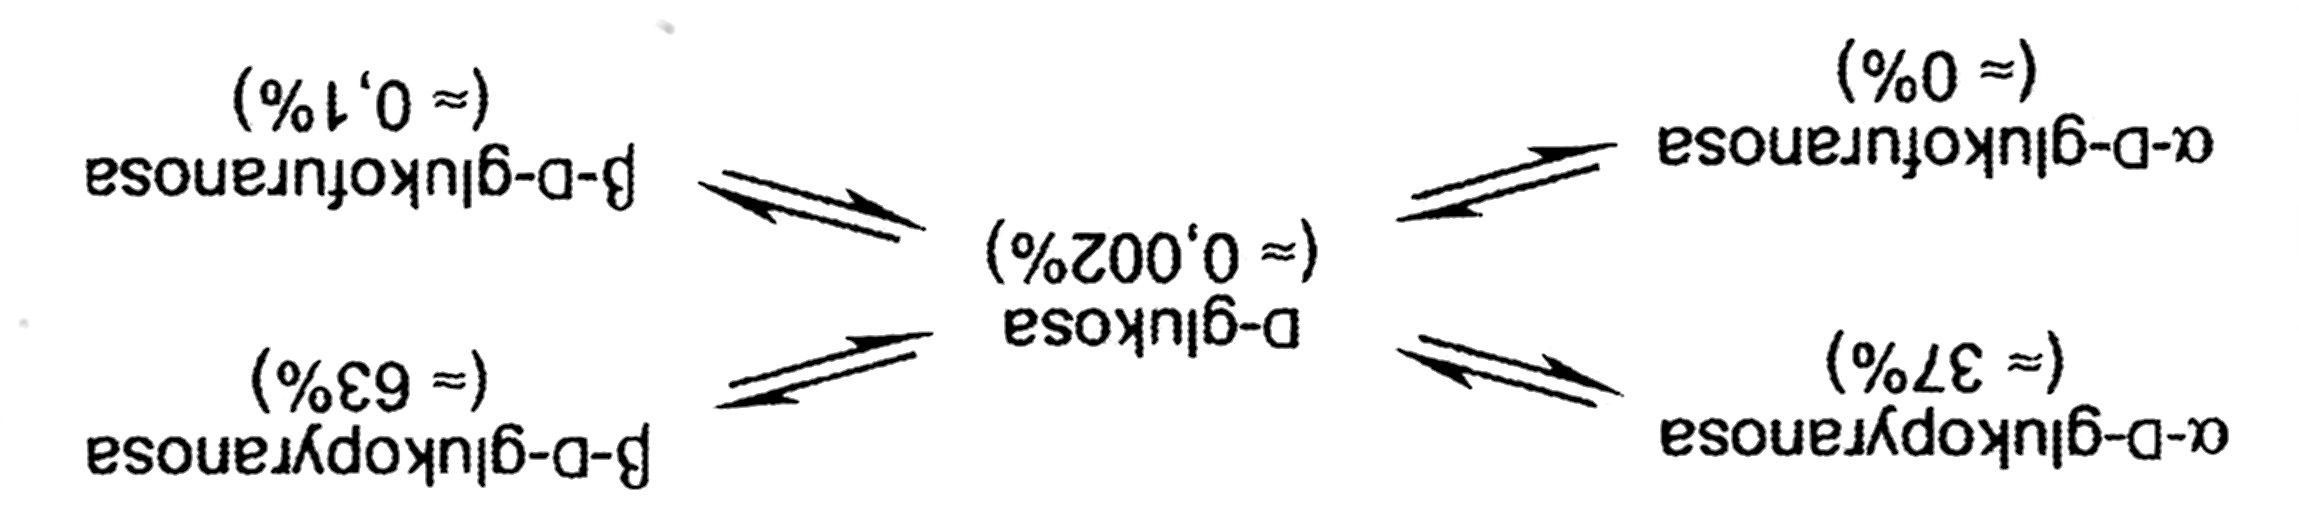 α-D-glukopyranosa
(≈ 37%)
β-D-glukopyranosa
(≈ 63%)
D-glukosa
(≈ 0,002%)
α-D-glukofuranosa
(≈ 0%)
β-D-glukofuranosa
(≈ 0,1%)